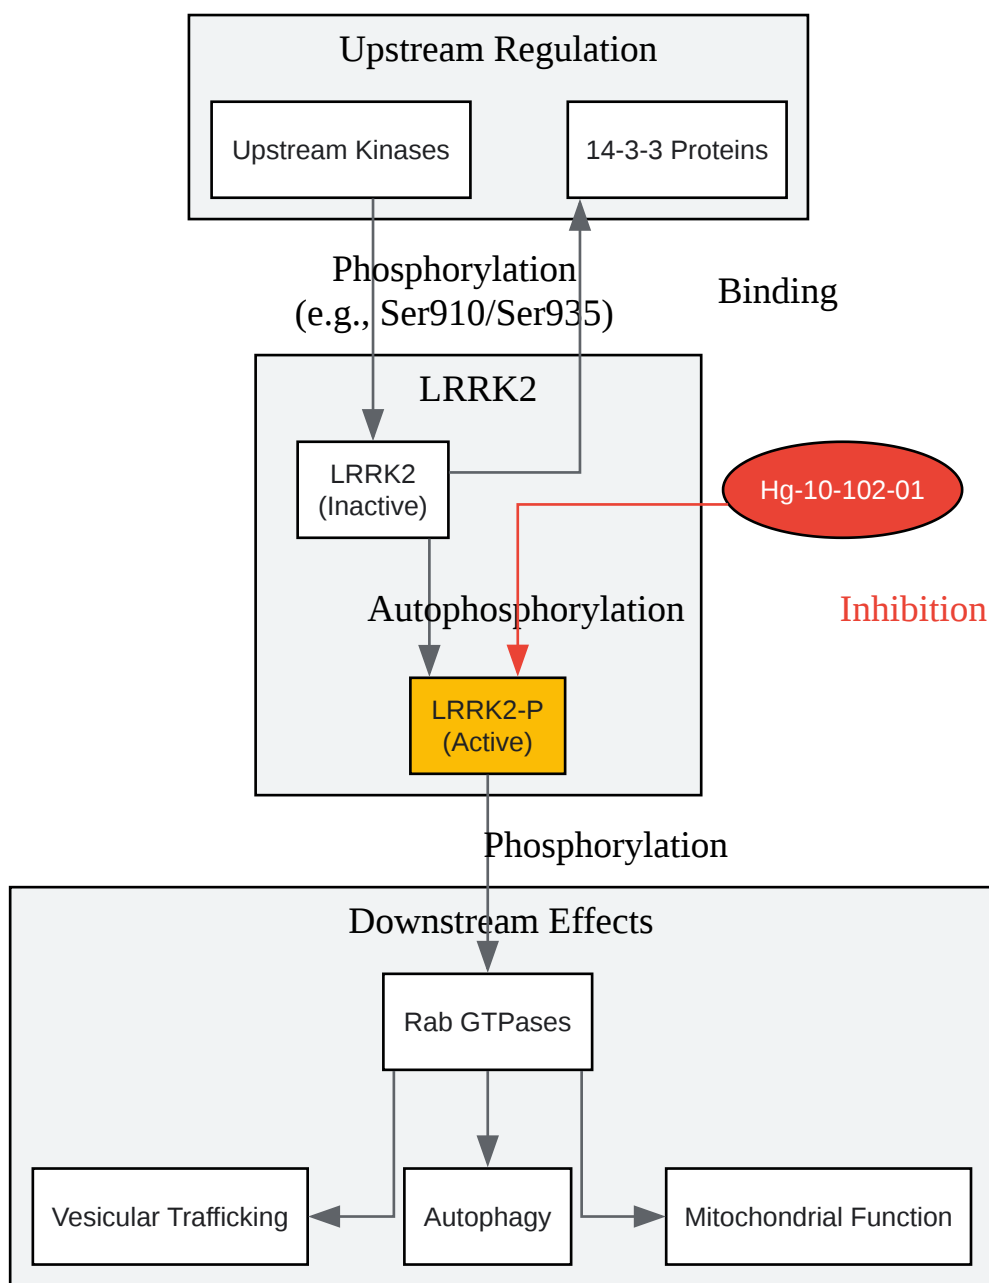 Upstream Regulation
Upstream Kinases
14-3-3 Proteins
Phosphorylation
(e.g., Ser910/Ser935)
Binding
LRRK2
LRRK2
(Inactive)
Hg-10-102-01
Autophosphorylation
Inhibition
LRRK2-P
(Active)
Phosphorylation
Downstream Effects
Rab GTPases
Vesicular Trafficking
Autophagy
Mitochondrial Function